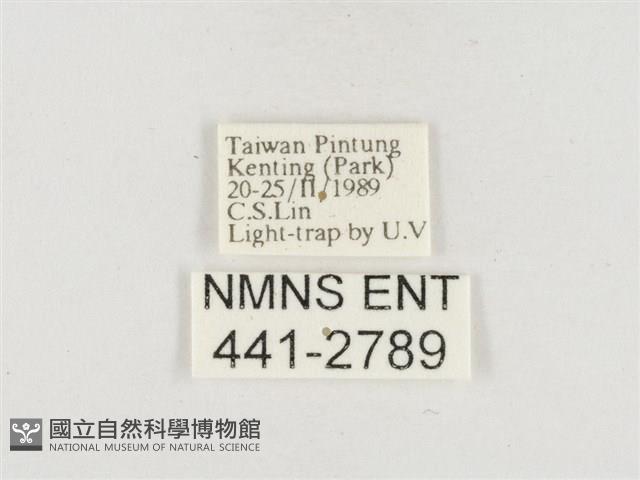 Taiwan Pintung
Kenting (Park)
20-25/II/1989
C.S.Lin
Light-trap by U.V
NMNS ENT
441-2789
國立自然科學博物館
NATIONAL MUSEUM OF NATURAL SCIENCE